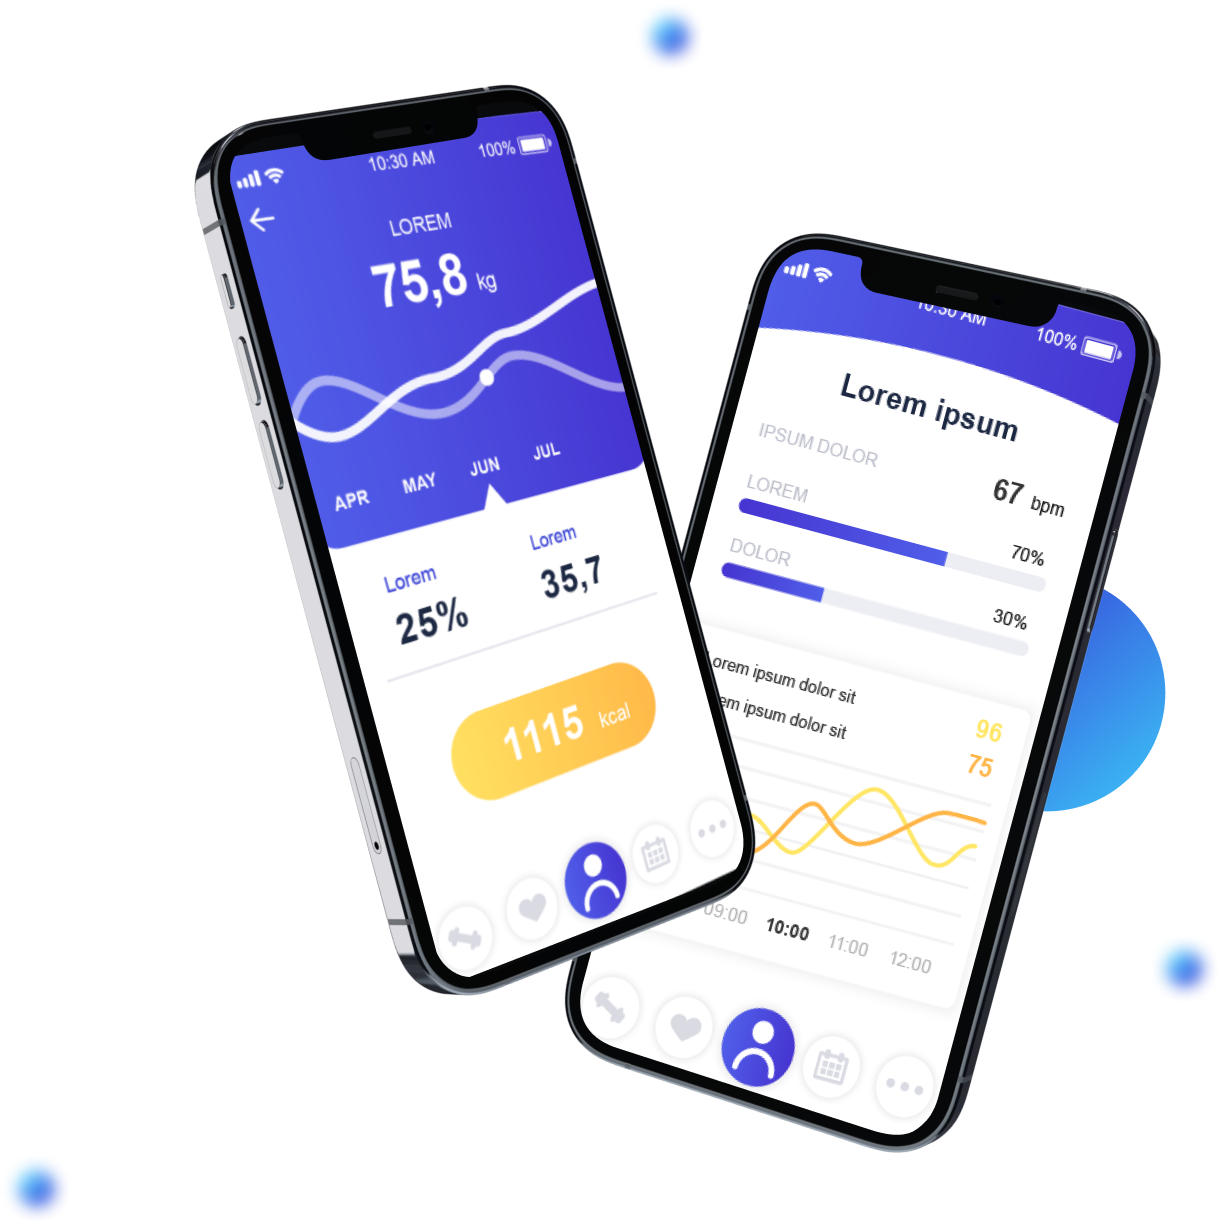 10:30 AM
100%
LOREM
75,8 kg
APR MAY JUN JUL
Lorem
25%
Lorem
35,7
1115 kcal
10:30 AM
100%
Lorem ipsum
IPSUM DOLOR
67 bpm
LOREM
70%
DOLOR
30%
Lorem ipsum dolor sit
96
ipsum dolor sit
75
09:00 10:00 11:00 12:00